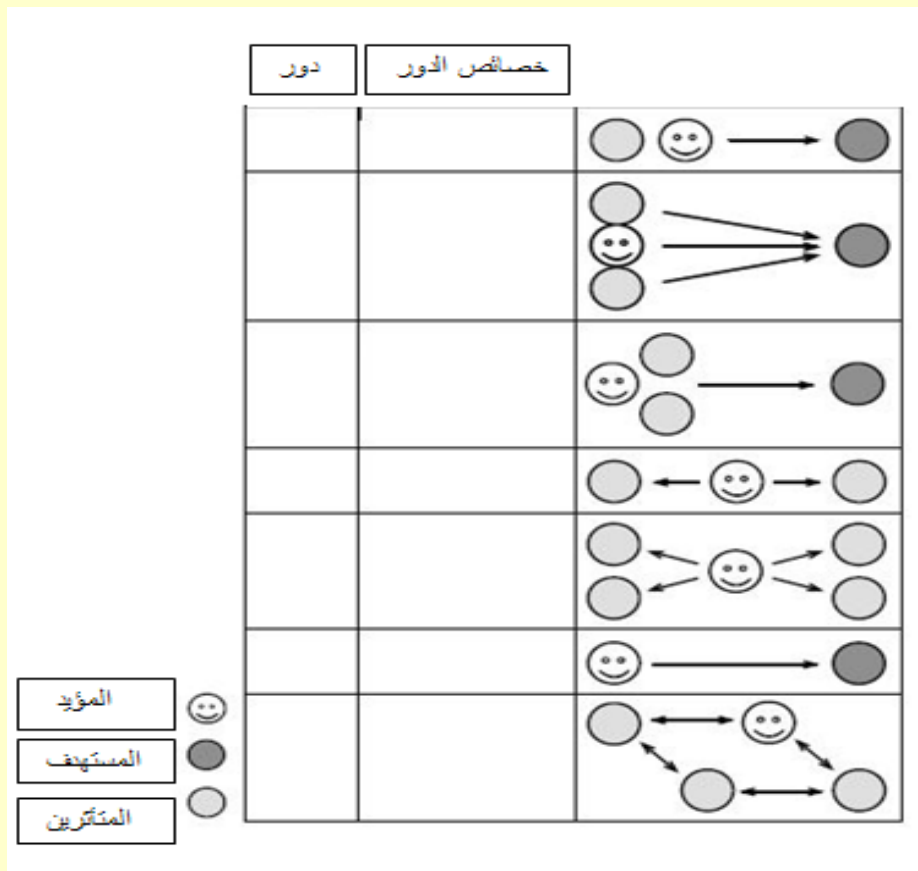 خصائص الدور
دور
المؤيد
المستهدف
المتأثرين